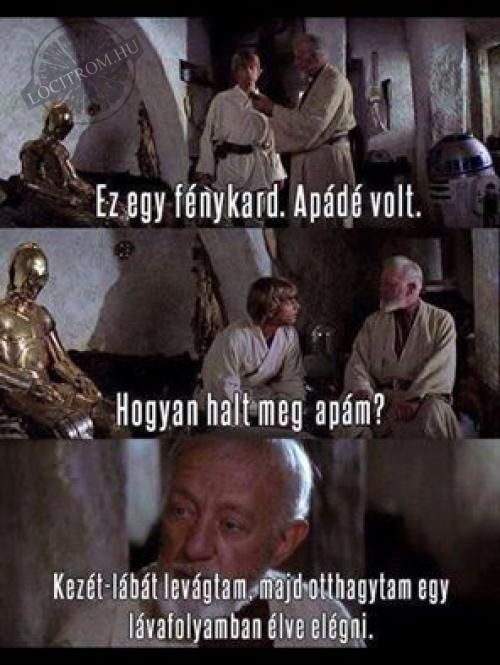 LOCITROM.HU
Ez egy fénykard. Apádé volt.
Hogyan halt meg apám?
Kezét-lábát levágtam, majd otthagytam egy
lávafolyamban élve elégni.